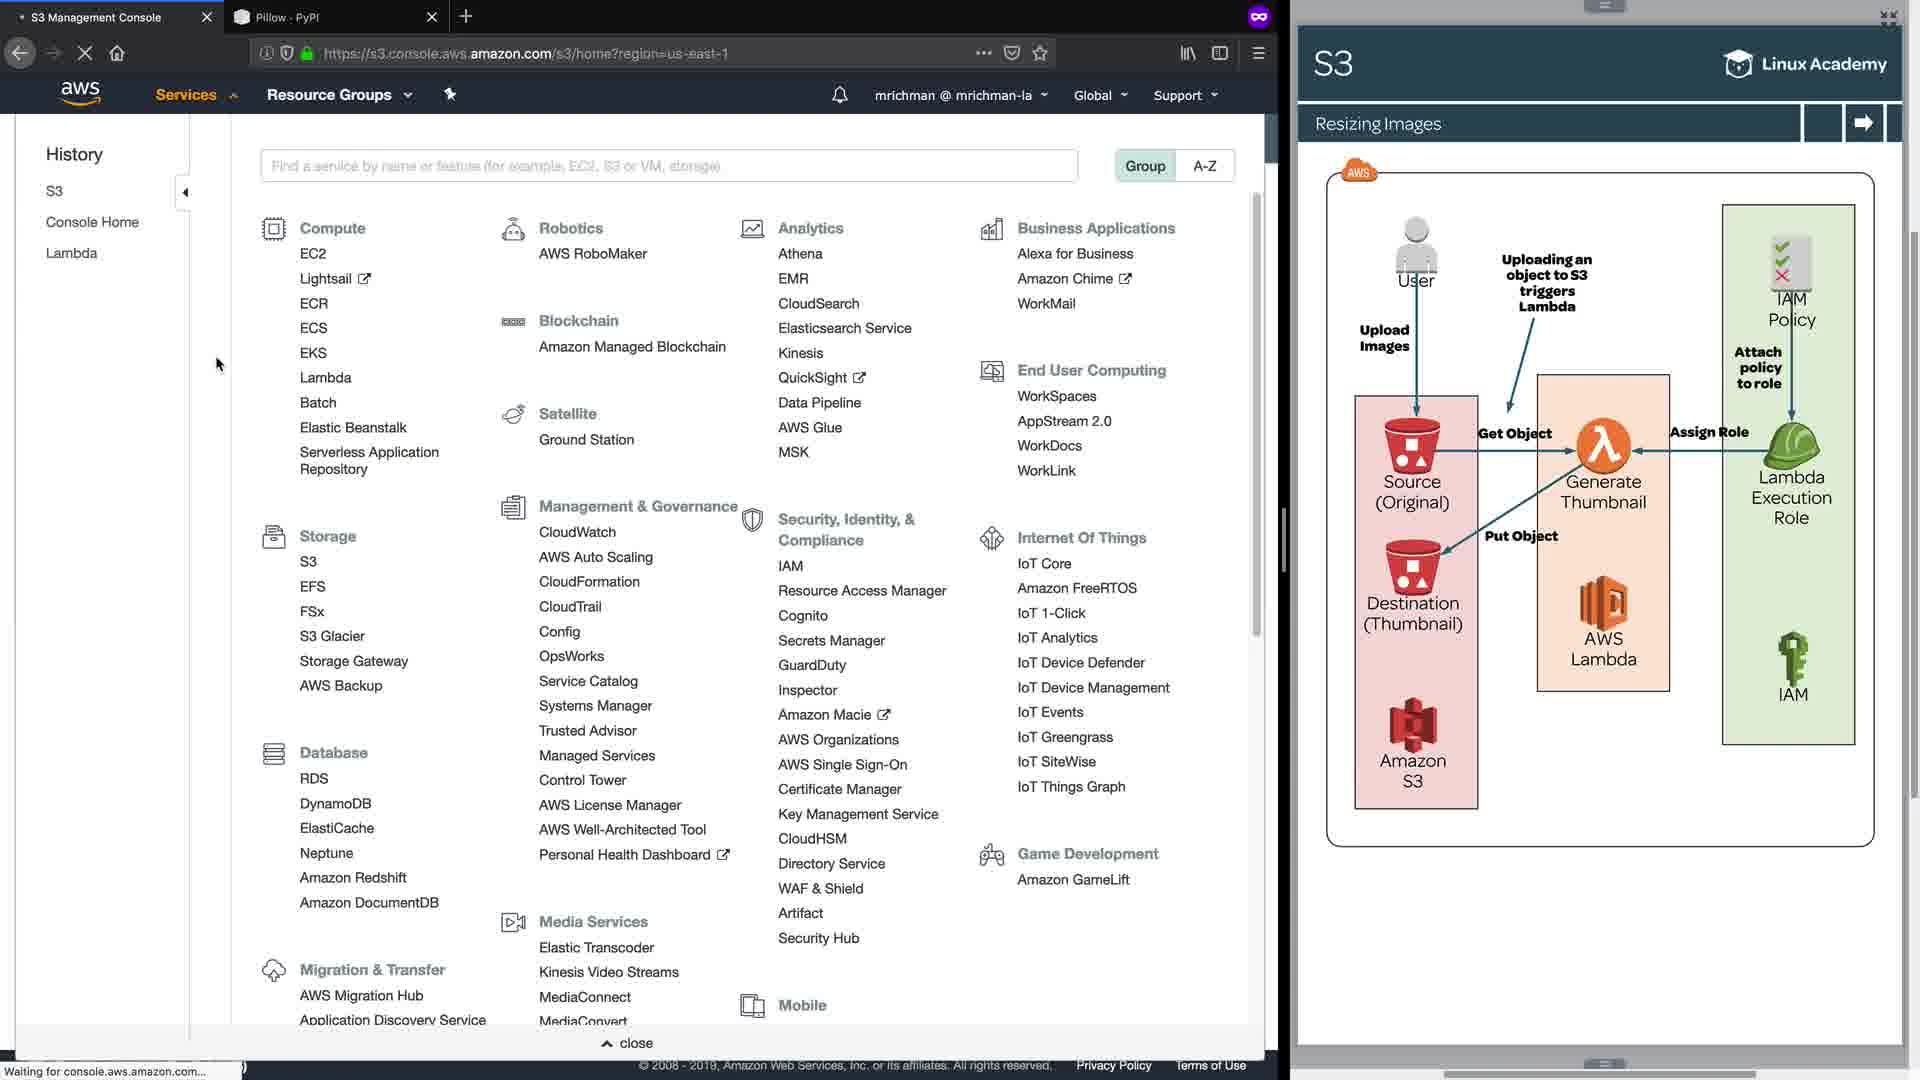 S3 Management Console
Pillow · PyPI
https://s3.console.aws.amazon.com/s3/home?region=us-east-1
aws
Services
Resource Groups
mrichman @ mrichman-la
Global
Support
History
S3
Console Home
Lambda
Find a service by name or feature (for example, EC2, S3 or VM, storage)
Group
A-Z
Compute
EC2
Lightsail
ECR
ECS
EKS
Lambda
Batch
Elastic Beanstalk
Serverless Application
Repository
Storage
S3
EFS
FSx
S3 Glacier
Storage Gateway
AWS Backup
Database
RDS
DynamoDB
ElastiCache
Neptune
Amazon Redshift
Amazon DocumentDB
Migration & Transfer
AWS Migration Hub
Application Discovery Service
Robotics
AWS RoboMaker
Blockchain
Amazon Managed Blockchain
Satellite
Ground Station
Management & Governance
CloudWatch
AWS Auto Scaling
CloudFormation
CloudTrail
Config
OpsWorks
Service Catalog
Systems Manager
Trusted Advisor
Managed Services
Control Tower
AWS License Manager
AWS Well-Architected Tool
Personal Health Dashboard
Media Services
Elastic Transcoder
Kinesis Video Streams
MediaConnect
MediaConvert
Analytics
Athena
EMR
CloudSearch
Elasticsearch Service
Kinesis
QuickSight
Data Pipeline
AWS Glue
MSK
Security, Identity, &
Compliance
IAM
Resource Access Manager
Cognito
Secrets Manager
GuardDuty
Inspector
Amazon Macie
AWS Organizations
AWS Single Sign-On
Certificate Manager
Key Management Service
CloudHSM
Directory Service
WAF & Shield
Artifact
Security Hub
Mobile
Business Applications
Alexa for Business
Amazon Chime
WorkMail
End User Computing
WorkSpaces
AppStream 2.0
WorkDocs
WorkLink
Internet Of Things
IoT Core
Amazon FreeRTOS
IoT 1-Click
IoT Analytics
IoT Device Defender
IoT Device Management
IoT Events
IoT Greengrass
IoT SiteWise
IoT Things Graph
Game Development
Amazon GameLift
close
Waiting for console.aws.amazon.com...
© 2008 - 2019, Amazon Web Services, Inc. or its affiliates. All rights reserved.
Privacy Policy
Terms of Use
S3
Linux Academy
Resizing Images
AWS
User
Upload
Images
Uploading an
object to S3
triggers
Lambda
IAM
Policy
Attach
policy
to role
Get Object
Assign Role
Source
(Original)
Generate
Thumbnail
Lambda
Execution
Role
Put Object
Destination
(Thumbnail)
AWS
Lambda
IAM
Amazon
S3